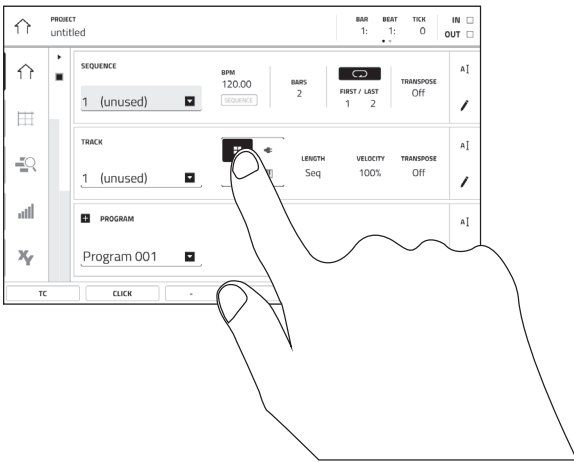 PROJECT
untitled
BAR BEAT TICK
1: 1: 0
IN
OUT
SEQUENCE
1 (unused)
BPM
120.00
SEQUENCE
BARS
2
FIRST / LAST
1 2
TRANSPOSE
Off
TRACK
1 (unused)
LENGTH
Seq
VELOCITY
100%
TRANSPOSE
Off
PROGRAM
Program 001
A
A
A
XY
TC CLICK -